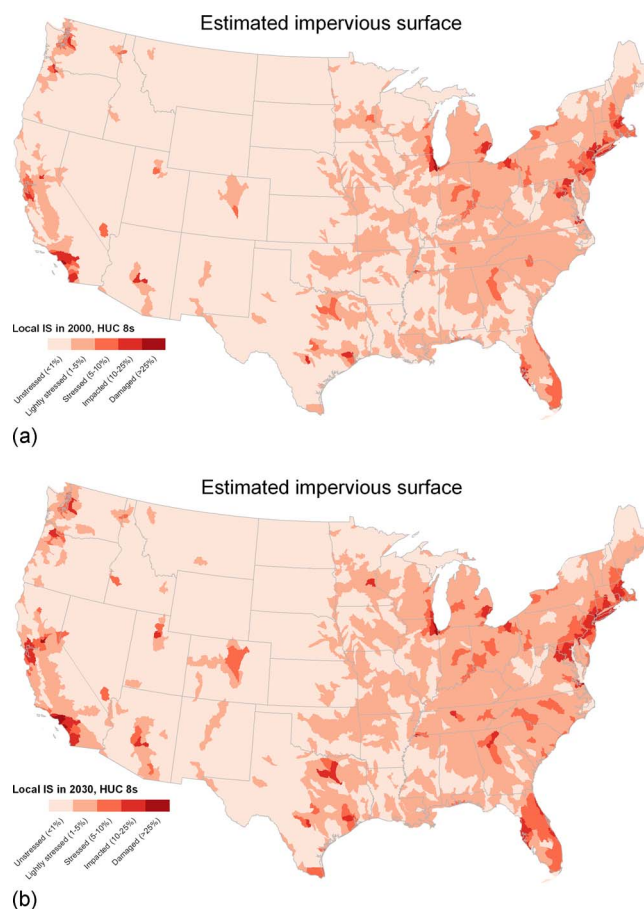 Estimated impervious surface
Local IS in 2000, HUC 8s
Unstressed (<1%)
Lightly stressed (1-5%)
Stressed (5-10%)
Impacted (10-25%)
Damaged (>25%)
(a)
Estimated impervious surface
Local IS in 2030, HUC 8s
Unstressed (<1%)
Lightly stressed (1-5%)
Stressed (5-10%)
Impacted (10-25%)
Damaged (>25%)
(b)